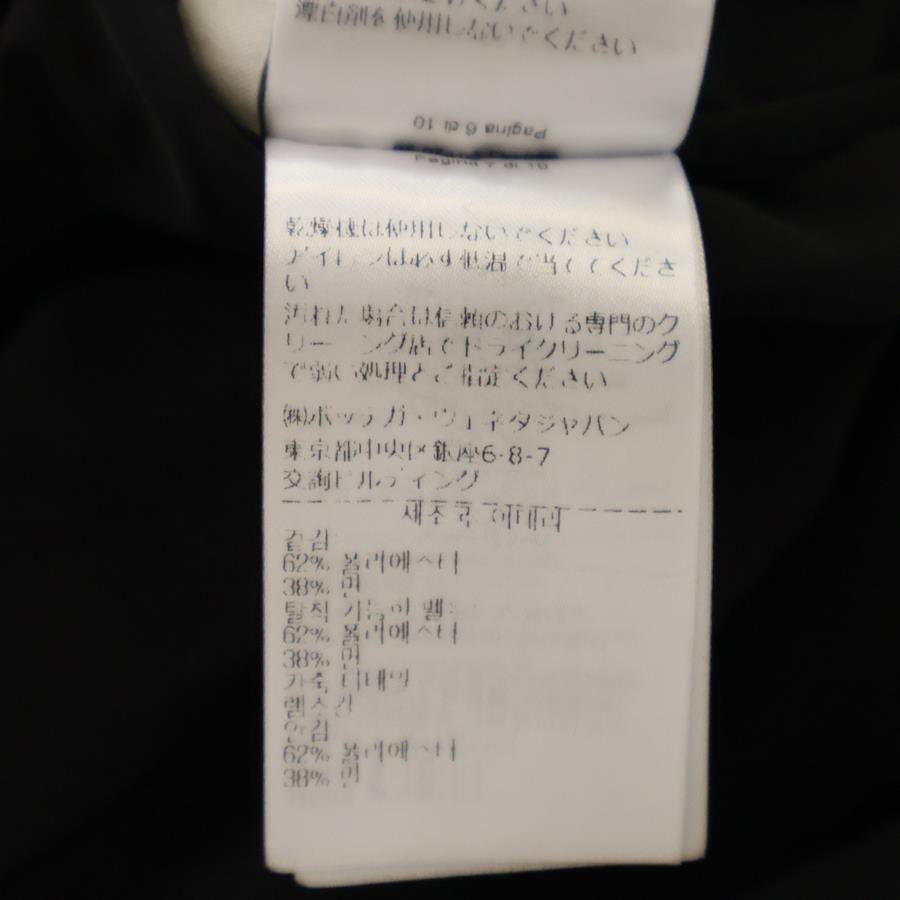 漂白剤を使用しないでください
Pagina 6 di 10
乾燥機は使用しないでください
アイロンは必ず低温で当ててくださ
い
汚れた場合は信頼のおける専門のク
リーニング店でドライクリーニング
で弱い処理とご指定ください
㈱ボッテガ・ヴェネタジャパン
東京都中央区銀座6-8-7
交詢ビルディング
제조국 이태리
겉감
62% 폴리에스터
38% 면
탈착 가능한 벨트
62% 폴리에스터
38% 면
가죽 디테일
램스킨
안감
62% 폴리에스터
38% 면